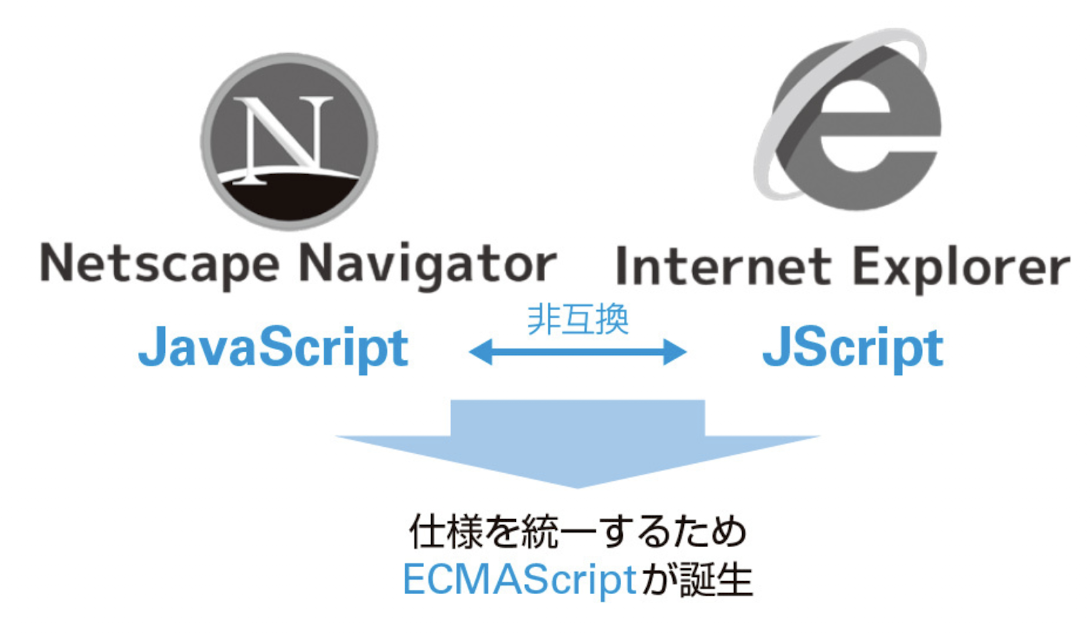 N
Netscape Navigator
Internet Explorer
非互換
JavaScript
JScript
仕様を統一するため
ECMAScriptが誕生